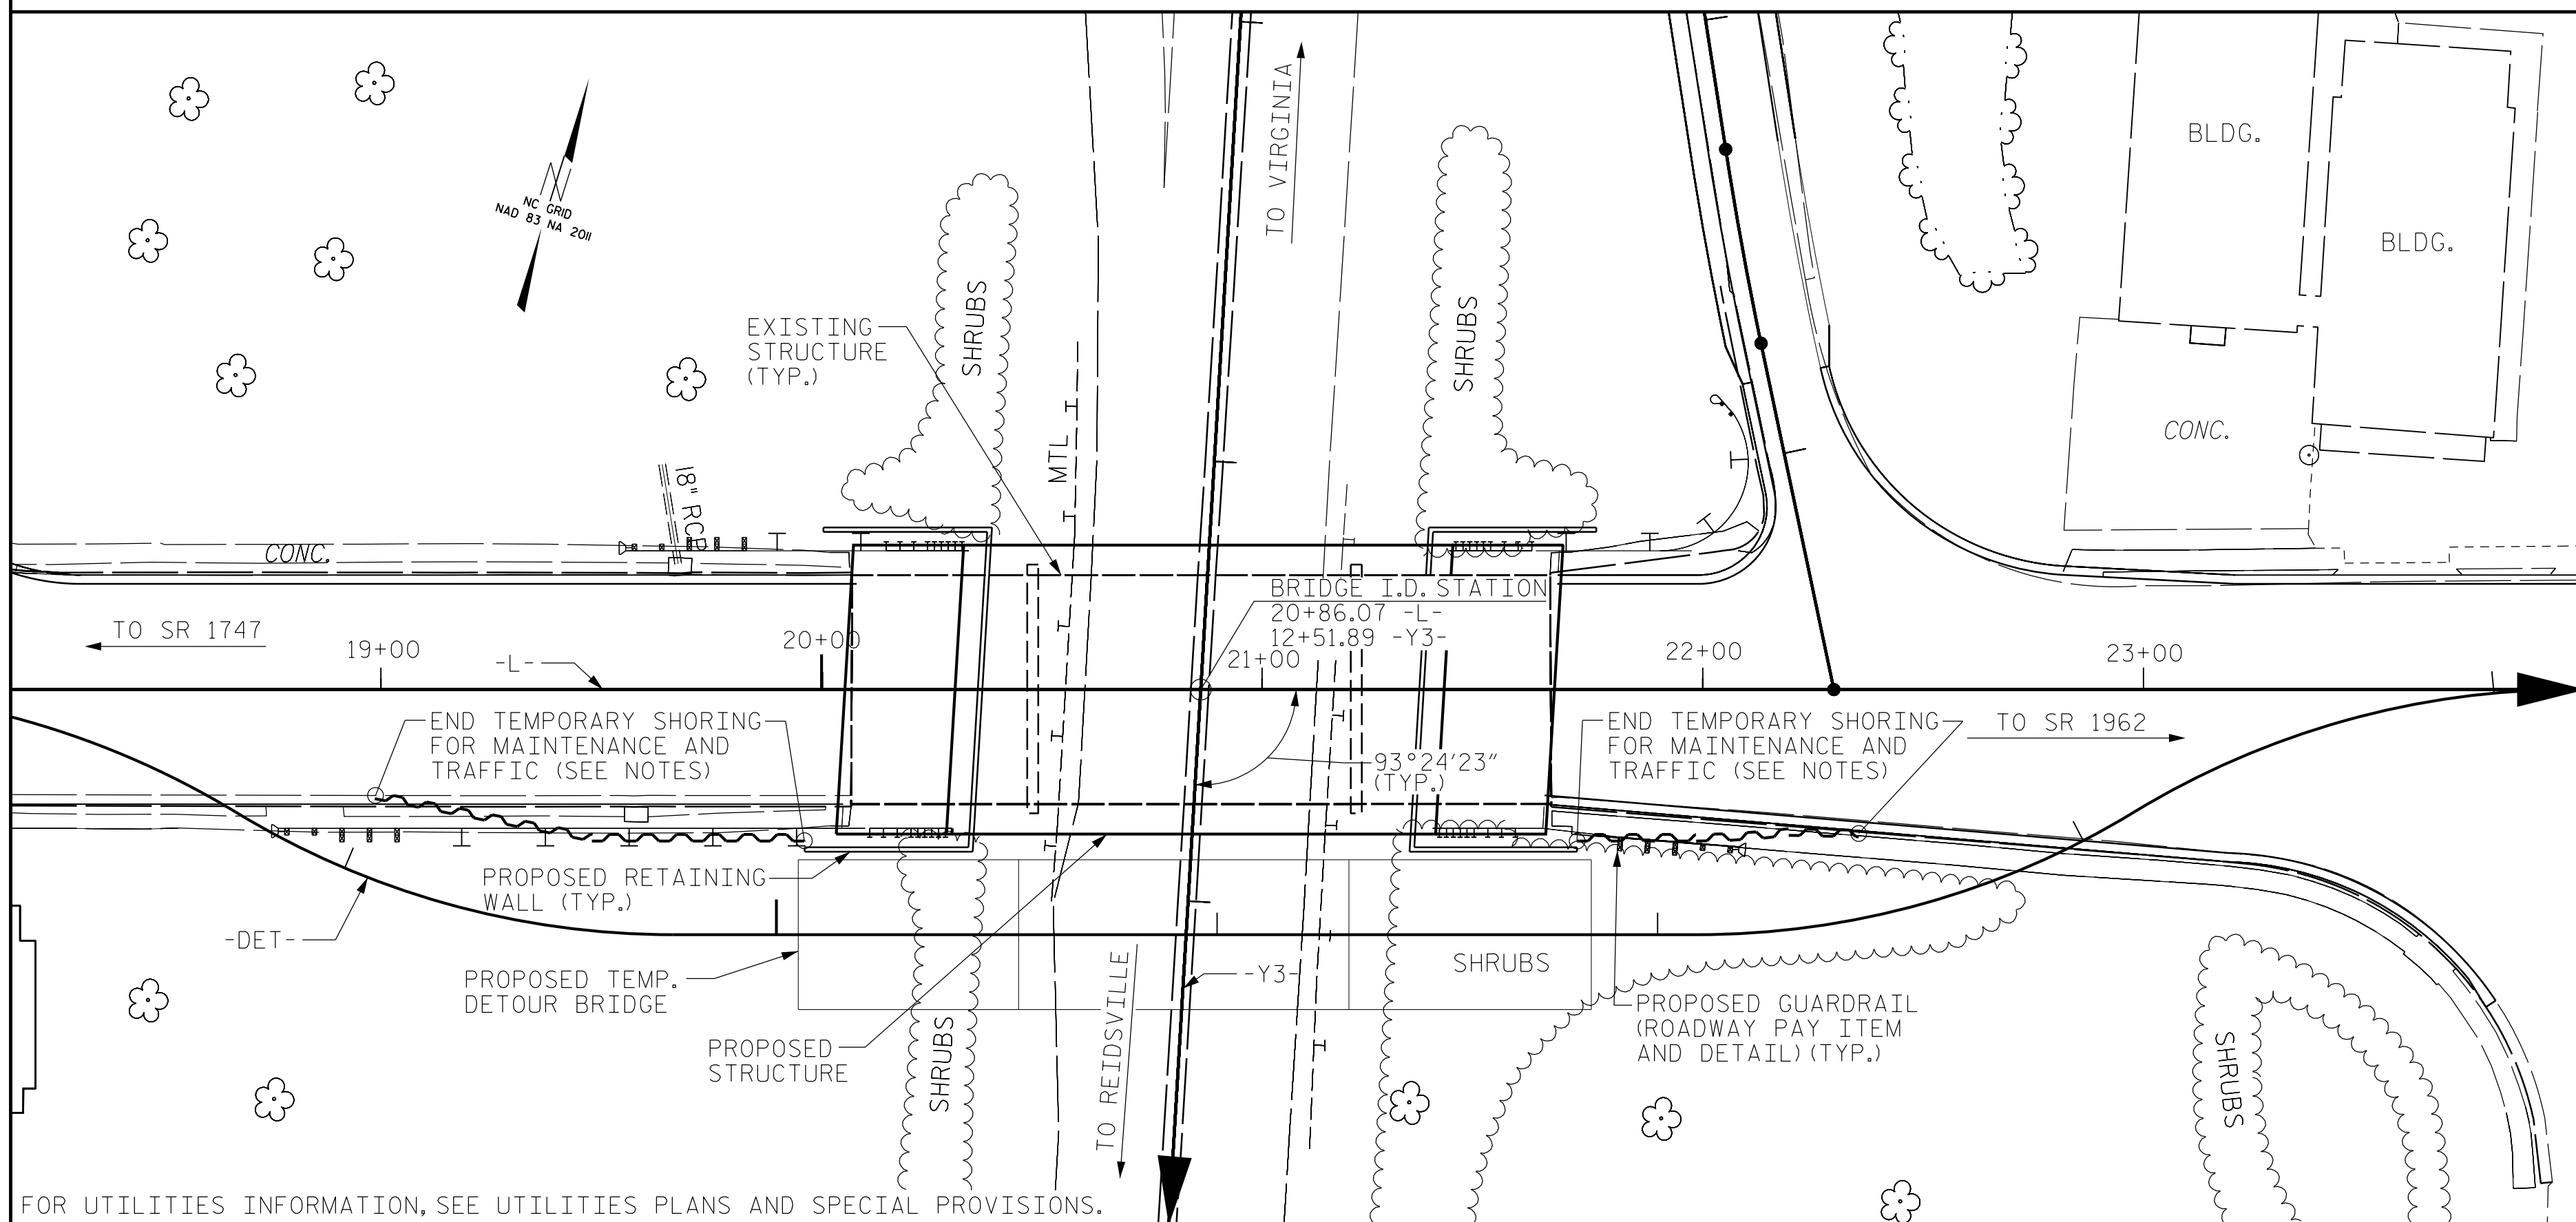 TO VIRGINIA
BLDG.
BLDG.
NC GRID
NAD 83 NA 2011
SHRUBS
SHRUBS
EXISTING
STRUCTURE
(TYP.)
MTL
CONC.
18" RCP
CONC.
BRIDGE I.D. STATION
20+86.07 -L-
12+51.89 -Y3-
TO SR 1747
19+00
-L-
20+00
21+00
22+00
23+00
END TEMPORARY SHORING
FOR MAINTENANCE AND
TRAFFIC (SEE NOTES)
93°24'23"
(TYP.)
END TEMPORARY SHORING
FOR MAINTENANCE AND
TRAFFIC (SEE NOTES)
TO SR 1962
PROPOSED RETAINING
WALL (TYP.)
-DET-
PROPOSED TEMP.
DETOUR BRIDGE
-Y3-
SHRUBS
PROPOSED GUARDRAIL
(ROADWAY PAY ITEM
AND DETAIL) (TYP.)
PROPOSED
STRUCTURE
SHRUBS
TO REIDSVILLE
SHRUBS
FOR UTILITIES INFORMATION, SEE UTILITIES PLANS AND SPECIAL PROVISIONS.